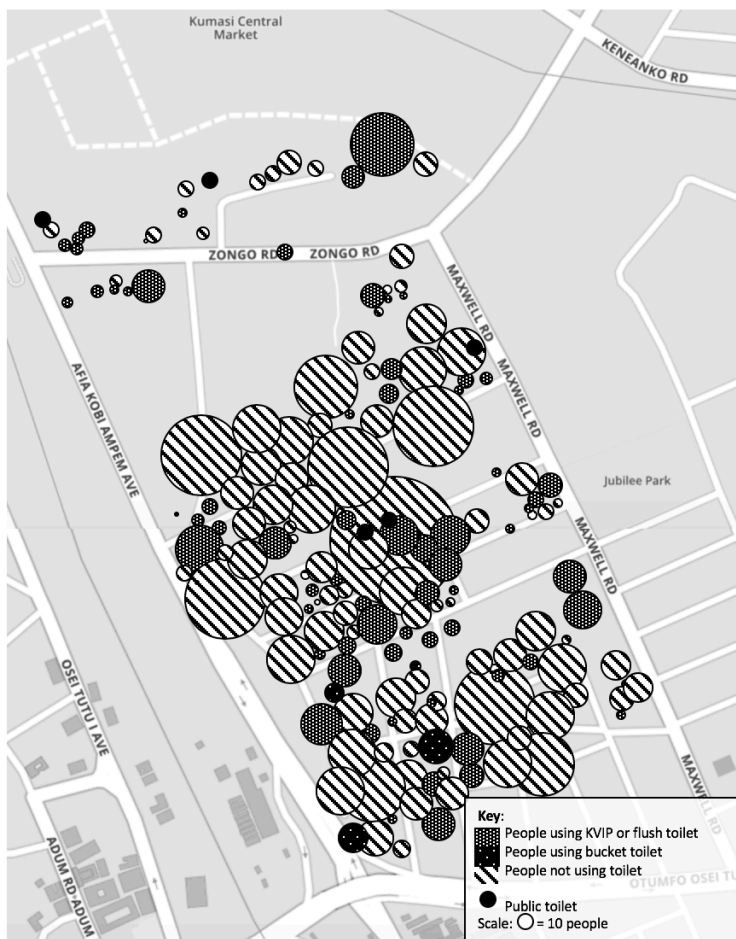 Kumasi Central
Market
KENEANKO RD
ZONGO RD
ZONGO RD
MAXWELL RD
MAXWELL RD
AFIA KOBI AMPEM AVE
Jubilee Park
MAXWELL RD
OSEI TUTU I AVE
MAXWELL RD
ADUM RD-ADUM
Key:
People using KVIP or flush toilet
People using bucket toilet
People not using toilet
Public toilet
Scale: = 10 people
OTUMFO OSEI TU